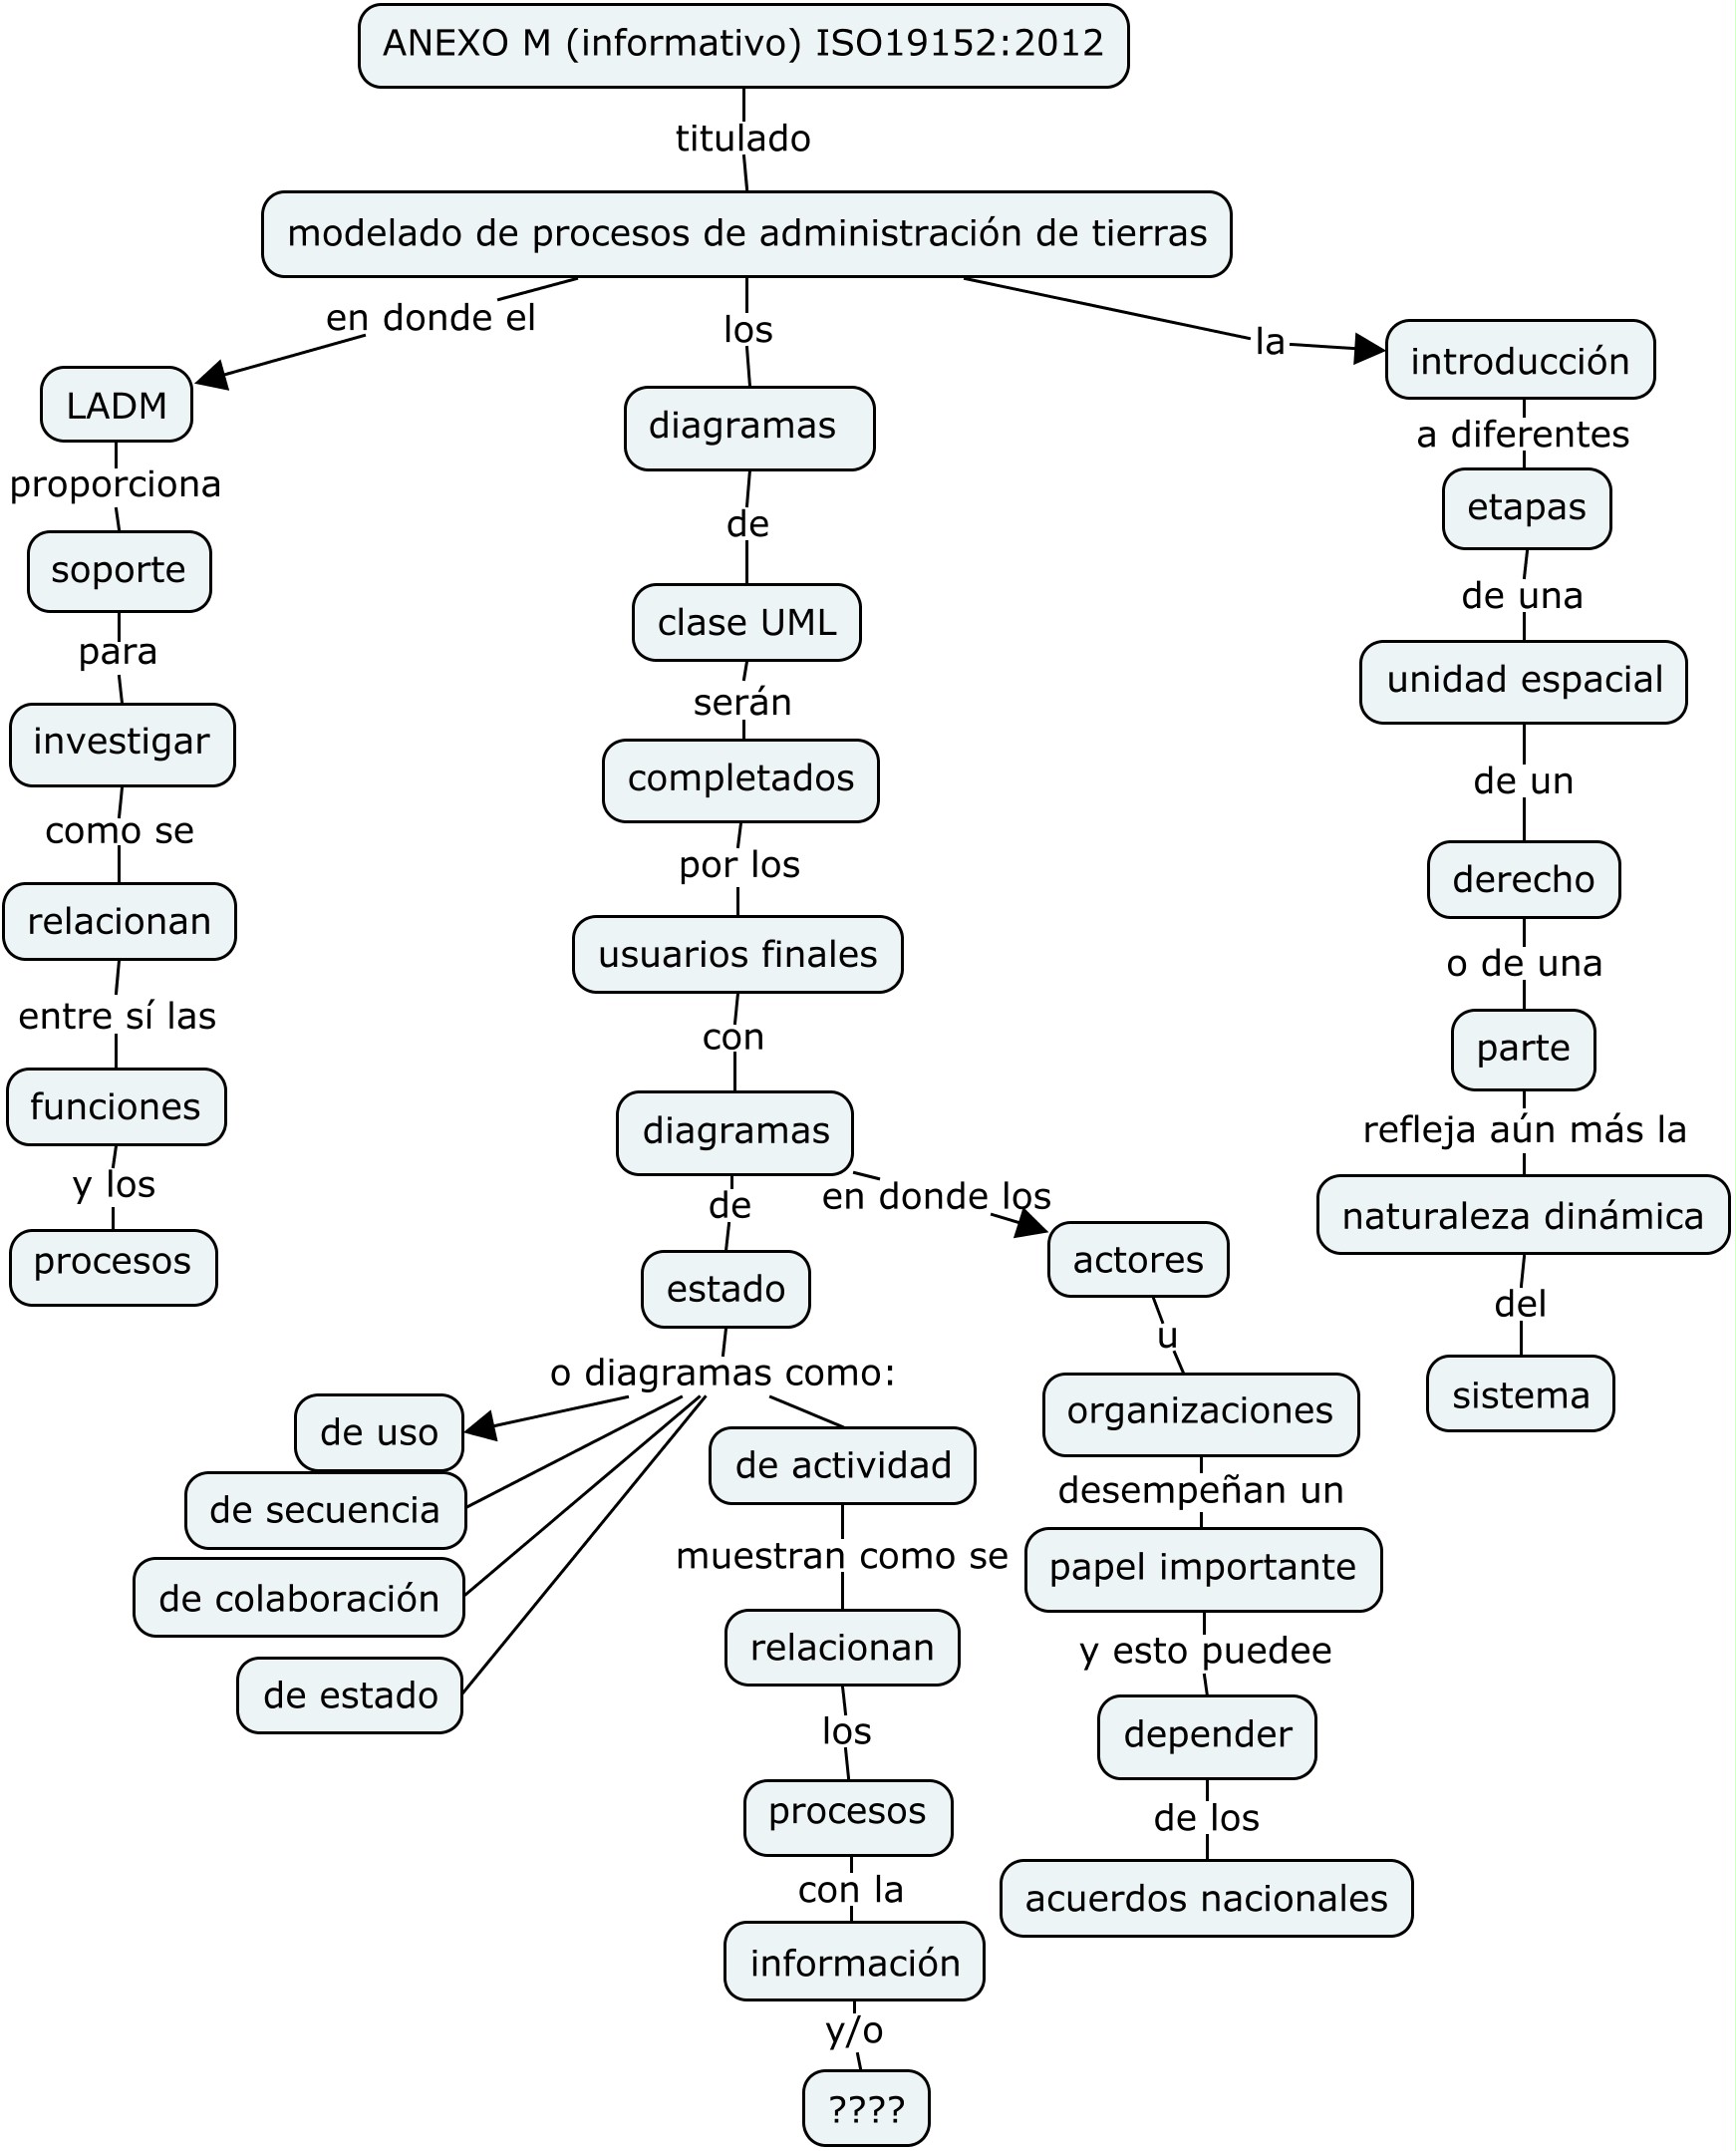 ANEXO M (informativo) ISO19152:2012
titulado
modelado de procesos de administración de tierras
en donde el
LADM
proporciona
soporte
para
investigar
como se
relacionan
entre sí las
funciones
y los
procesos
los
diagramas
de
clase UML
serán
completados
por los
usuarios finales
con
diagramas
de
estado
o diagramas como:
de uso
de secuencia
de colaboración
de estado
de actividad
muestran como se
relacionan
los
procesos
con la
información
y/o
????
en donde los
actores
u
organizaciones
desempeñan un
papel importante
y esto puedee
depender
de los
acuerdos nacionales
la
introducción
a diferentes
etapas
de una
unidad espacial
de un
derecho
o de una
parte
refleja aún más la
naturaleza dinámica
del
sistema